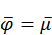 φ̄ = μ̄